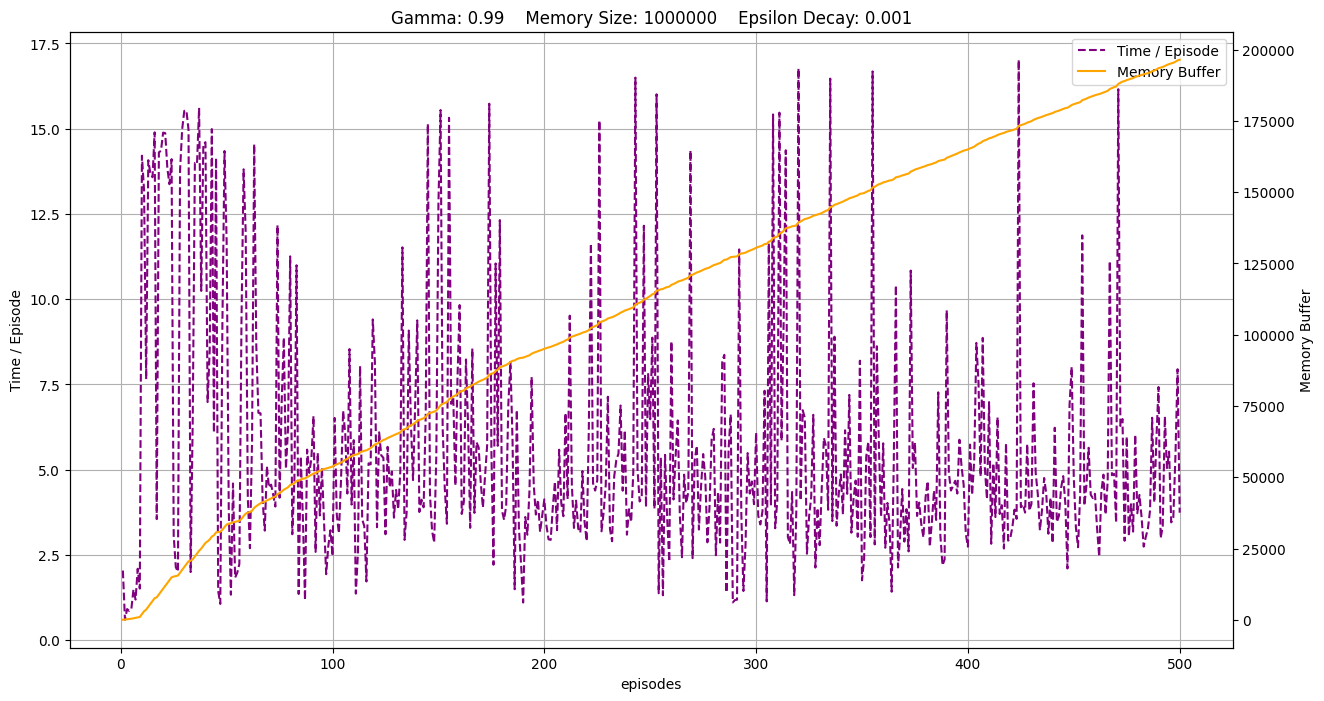 Gamma: 0.99    Memory Size: 1000000    Epsilon Decay: 0.001
Time / Episode
Memory Buffer
17.5
15.0
12.5
10.0
7.5
5.0
2.5
0.0
Time / Episode
200000
175000
150000
125000
100000
75000
50000
25000
0
Memory Buffer
0 100 200 300 400 500
episodes